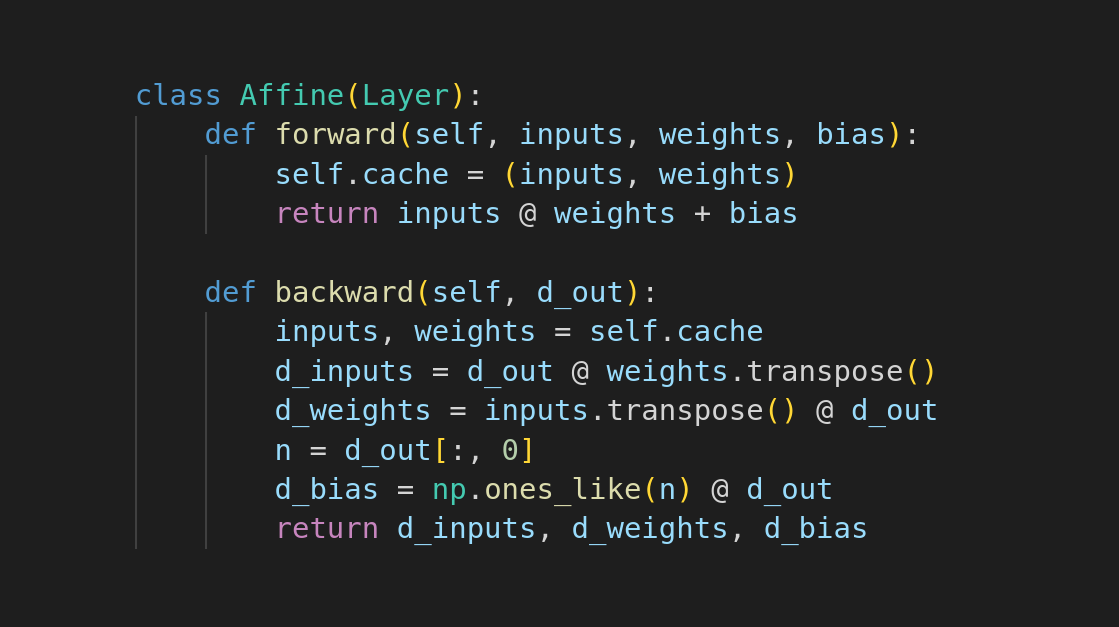 class Affine(Layer):
    def forward(self, inputs, weights, bias):
        self.cache = (inputs, weights)
        return inputs @ weights + bias

    def backward(self, d_out):
        inputs, weights = self.cache
        d_inputs = d_out @ weights.transpose()
        d_weights = inputs.transpose() @ d_out
        n = d_out[:, 0]
        d_bias = np.ones_like(n) @ d_out
        return d_inputs, d_weights, d_bias